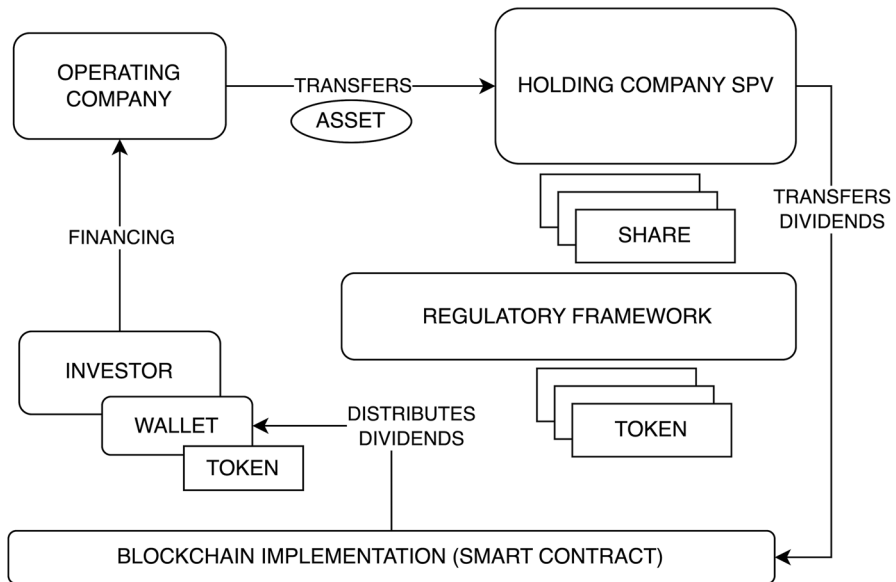 OPERATING
COMPANY
TRANSFERS
ASSET
HOLDING COMPANY SPV
TRANSFERS
DIVIDENDS
FINANCING
SHARE
REGULATORY FRAMEWORK
INVESTOR
WALLET
TOKEN
DISTRIBUTES
DIVIDENDS
TOKEN
BLOCKCHAIN IMPLEMENTATION (SMART CONTRACT)